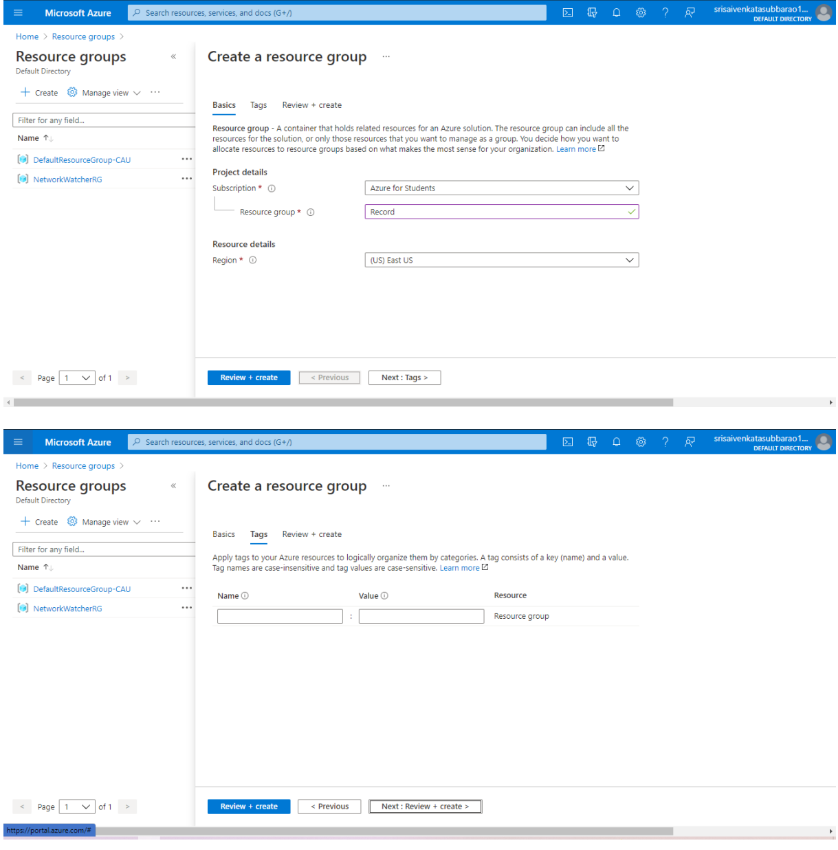 Microsoft Azure Search resources, services, and docs (G+/) srisaivenkatasubbarao1...
DEFAULT DIRECTORY
Home > Resource groups >
Resource groups «
Default Directory
Create a resource group ...
+ Create Manage view ...
Basics Tags Review + create
Filter for any field...
Name ↑↓
DefaultResourceGroup-CAU ...
NetworkWatcherRG ...
Resource group - A container that holds related resources for an Azure solution. The resource group can include all the
resources for the solution, or only those resources that you want to manage as a group. You decide how you want to
allocate resources to resource groups based on what makes the most sense for your organization. Learn more
Project details
Subscription * Azure for Students
Resource group * Record
Resource details
Region * (US) East US
< Page 1 of 1 >
Review + create < Previous Next : Tags >
Microsoft Azure Search resources, services, and docs (G+/) srisaivenkatasubbarao1...
DEFAULT DIRECTORY
Home > Resource groups >
Resource groups «
Default Directory
Create a resource group ...
+ Create Manage view ...
Basics Tags Review + create
Filter for any field...
Name ↑↓
DefaultResourceGroup-CAU ...
NetworkWatcherRG ...
Apply tags to your Azure resources to logically organize them by categories. A tag consists of a key (name) and a value.
Tag names are case-insensitive and tag values are case-sensitive. Learn more
Name Value Resource
: Resource group
< Page 1 of 1 >
Review + create < Previous Next : Review + create >
https://portal.azure.com/#